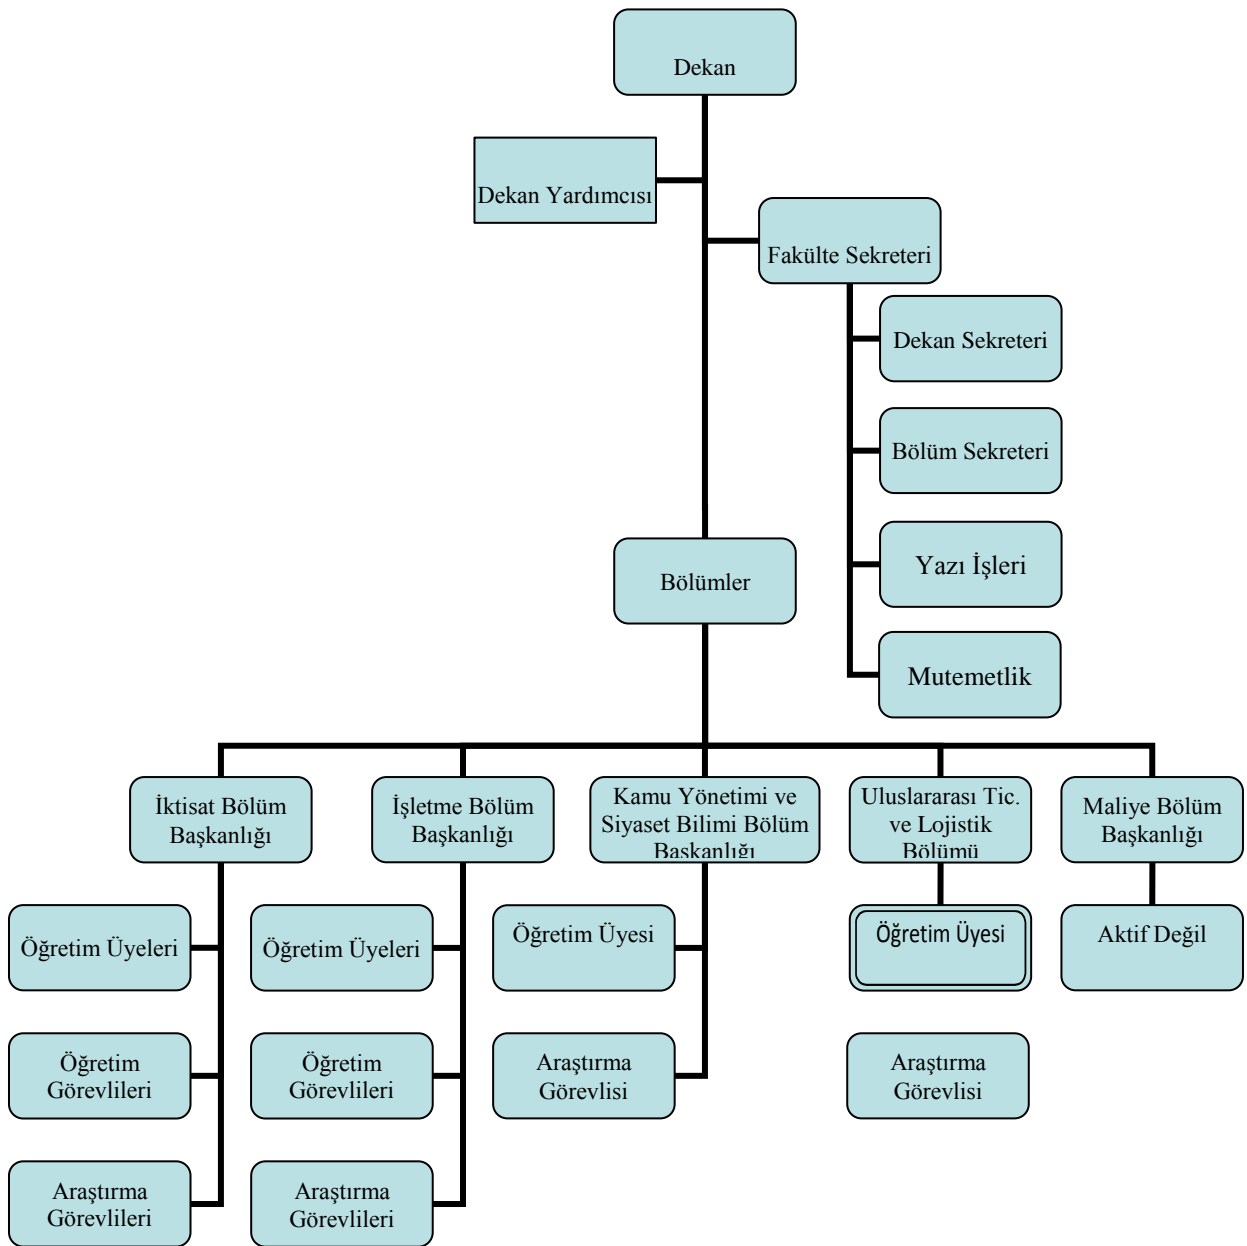 Dekan
Dekan Yardımcısı
Fakülte Sekreteri
Dekan Sekreteri
Bölüm Sekreteri
Yazı İşleri
Bölümler
Mutemetlik
İktisat Bölüm
Başkanlığı
İşletme Bölüm
Başkanlığı
Kamu Yönetimi ve
Siyaset Bilimi Bölüm
Başkanlığı
Uluslararası Tic.
ve Lojistik
Bölümü
Maliye Bölüm
Başkanlığı
Öğretim Üyeleri
Öğretim Üyeleri
Öğretim Üyesi
Öğretim Üyesi
Aktif Değil
Öğretim
Görevlileri
Öğretim
Görevlileri
Araştırma
Görevlisi
Araştırma
Görevlisi
Araştırma
Görevlileri
Araştırma
Görevlileri